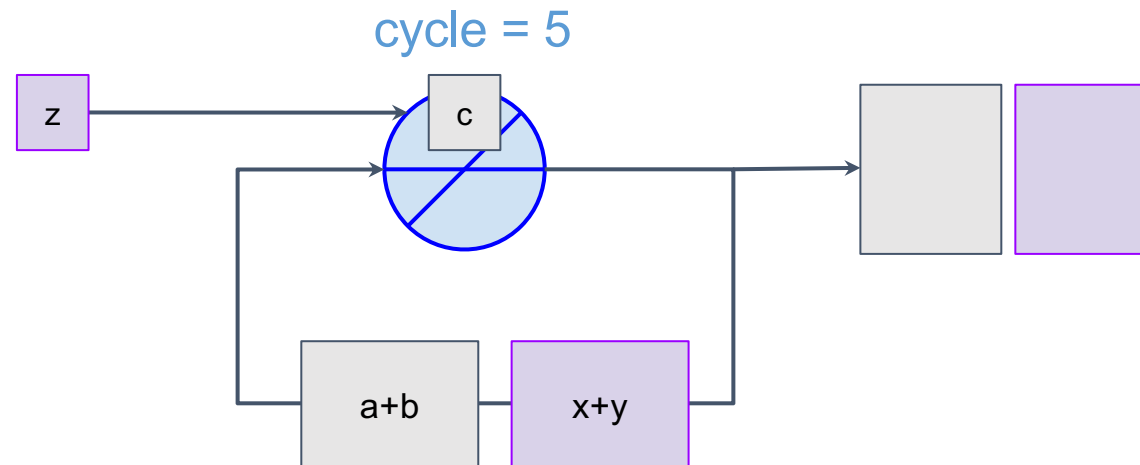 cycle = 5
z
c
a+b
x+y